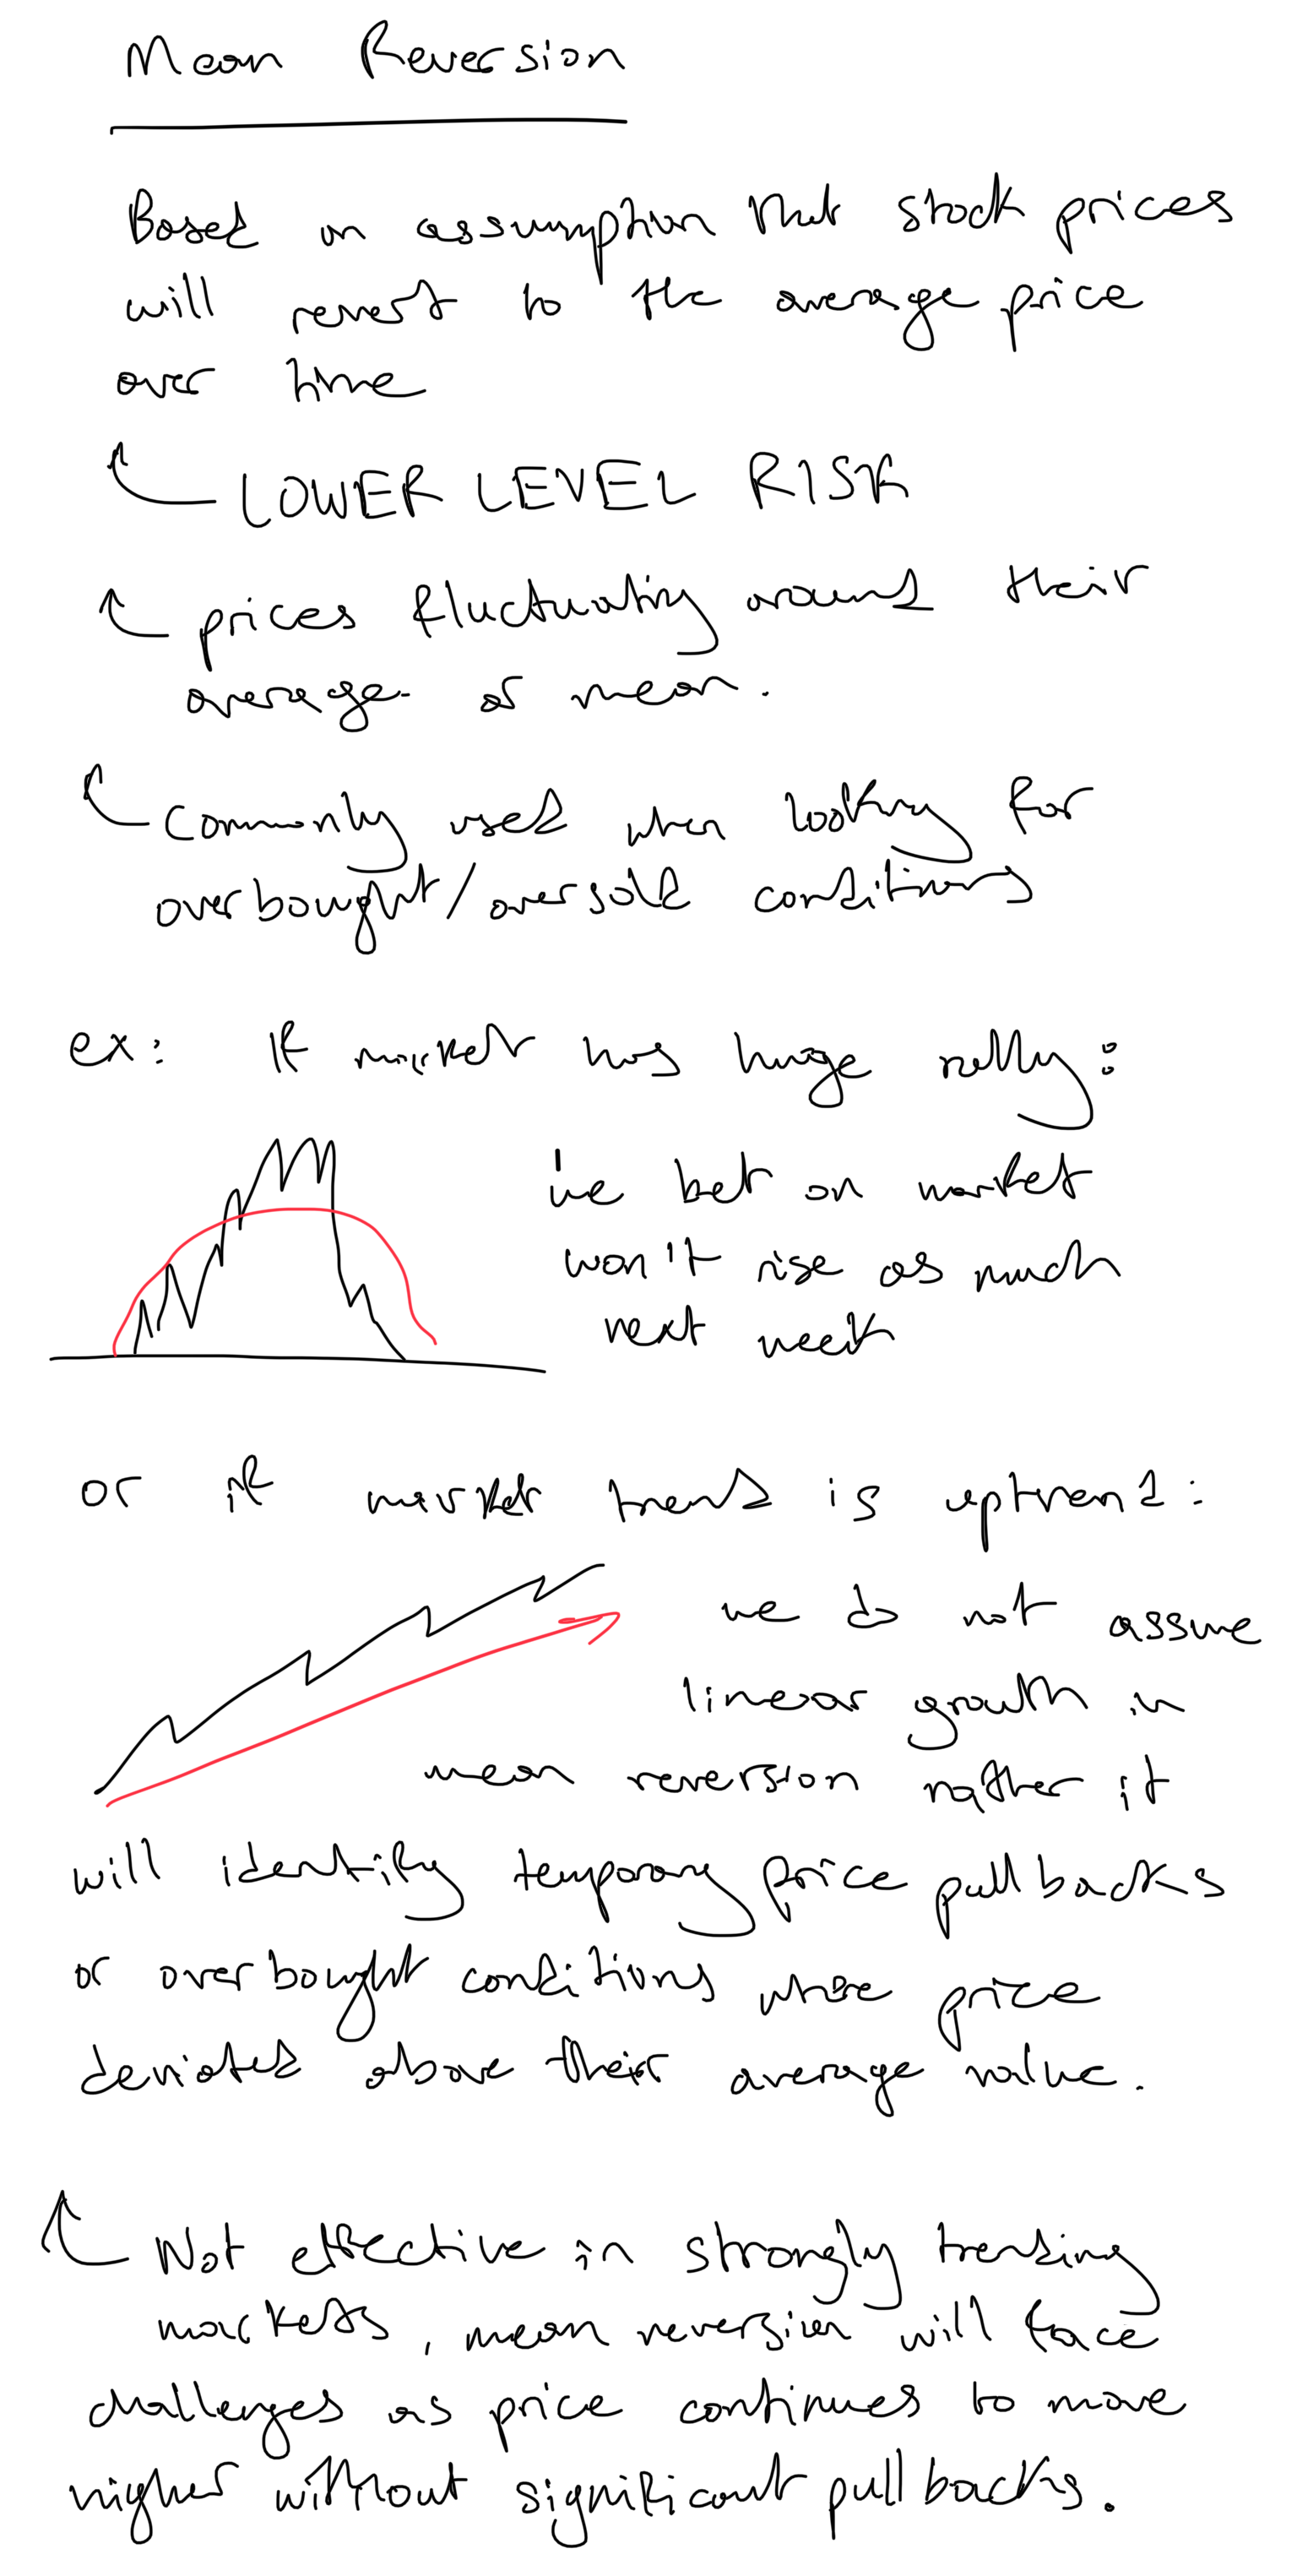 Mean Reversion
Based on assumption that stock prices
will revert to the average price
over time
LOWER LEVEL RISK
prices fluctuating around their
average or mean.
Commonly used when looking for
overbought/oversold conditions
ex: If market has huge rally:
we bet on market
won't rise as much
next week
or if market trend is uptrend:
we do not assume
linear growth in
mean reversion rather it
will identify temporary price pullbacks
or overbought conditions where price
deviated above their average value.
Not effective in strongly trending
markets, mean reversion will face
challenges as price continues to move
higher without significant pullbacks.